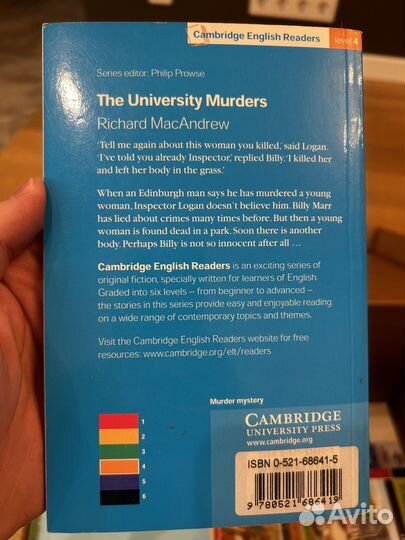 Cambridge English Readers level 4
Series editor: Philip Prowse
The University Murders
Richard MacAndrew
'Tell me again about this woman you killed,' said Logan.
'I've told you already Inspector,' replied Billy. 'I killed her
and left her body in the grass.'
When an Edinburgh man says he has murdered a young
woman, Inspector Logan doesn't believe him. Billy Marr
has lied about crimes many times before. But then a young
woman is found dead in a park. Soon there is another
body. Perhaps Billy is not so innocent after all ...
Cambridge English Readers is an exciting series of
original fiction, specially written for learners of English.
Graded into six levels – from beginner to advanced –
the stories in this series provide easy and enjoyable reading
on a wide range of contemporary topics and themes.
Visit the Cambridge English Readers website for free
resources: www.cambridge.org/elt/readers
Murder mystery
1
2
3
4
5
6
CAMBRIDGE
UNIVERSITY PRESS
www.cambridge.org
ISBN 0-521-68641-5
9 780521 686419
Avito